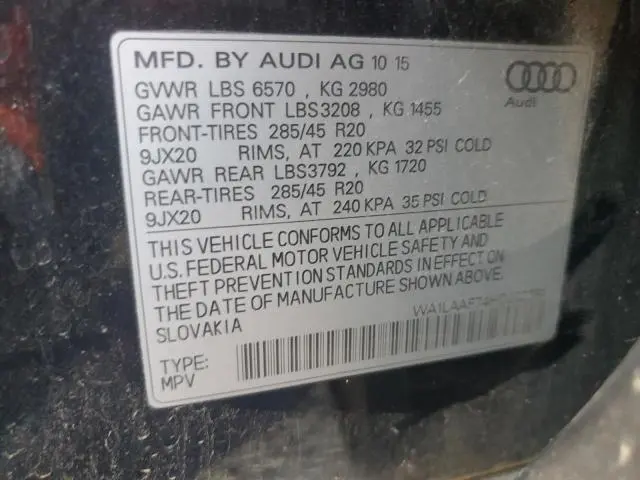 MFD. BY AUDI AG 10 15
GVWR LBS 6570 , KG 2980
GAWR FRONT LBS3208 , KG 1455
FRONT-TIRES 285/45 R20
9JX20 RIMS, AT 220 KPA 32 PSI COLD
GAWR REAR LBS3792 , KG 1720
REAR-TIRES 285/45 R20
9JX20 RIMS, AT 240 KPA 35 PSI COLD
THIS VEHICLE CONFORMS TO ALL APPLICABLE
U.S. FEDERAL MOTOR VEHICLE SAFETY AND
THEFT PREVENTION STANDARDS IN EFFECT ON
THE DATE OF MANUFACTURE SHOWN ABOVE.
SLOVAKIA
TYPE:
MPV
Audi